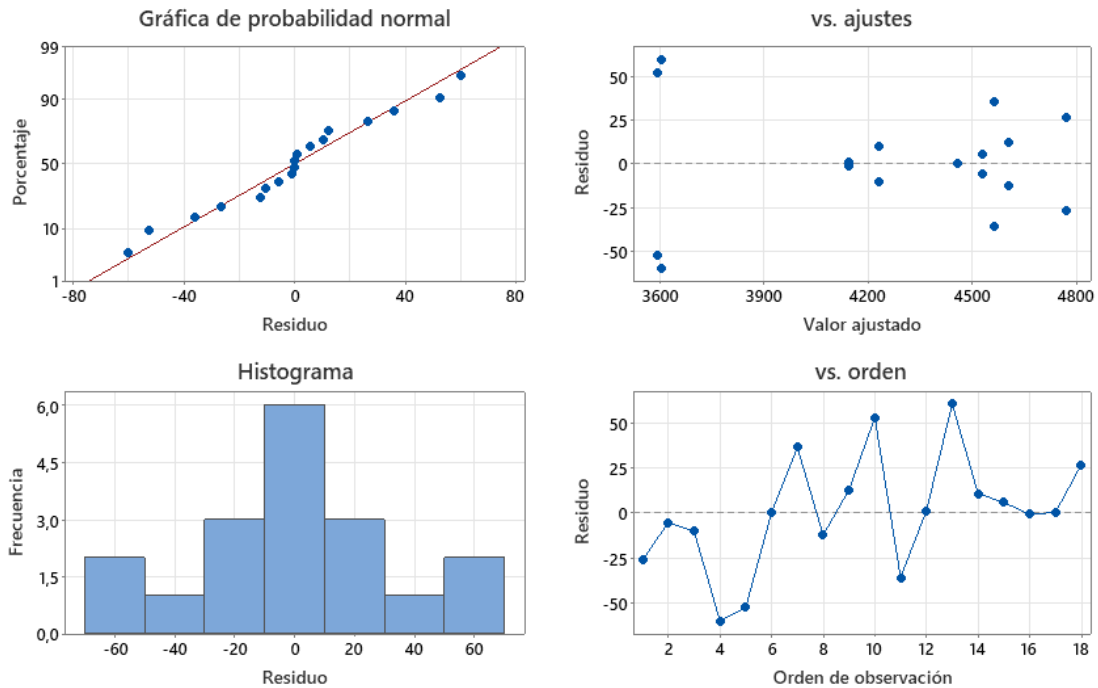 Gráfica de probabilidad normal
99
90
50
10
1
Porcentaje
-80 -40 0 40 80
Residuo
vs. ajustes
50
25
0
-25
-50
Residuo
3600 3900 4200 4500 4800
Valor ajustado
Histograma
6,0
4,5
3,0
1,5
0,0
Frecuencia
-60 -40 -20 0 20 40 60
Residuo
vs. orden
50
25
0
-25
-50
Residuo
2 4 6 8 10 12 14 16 18
Orden de observación